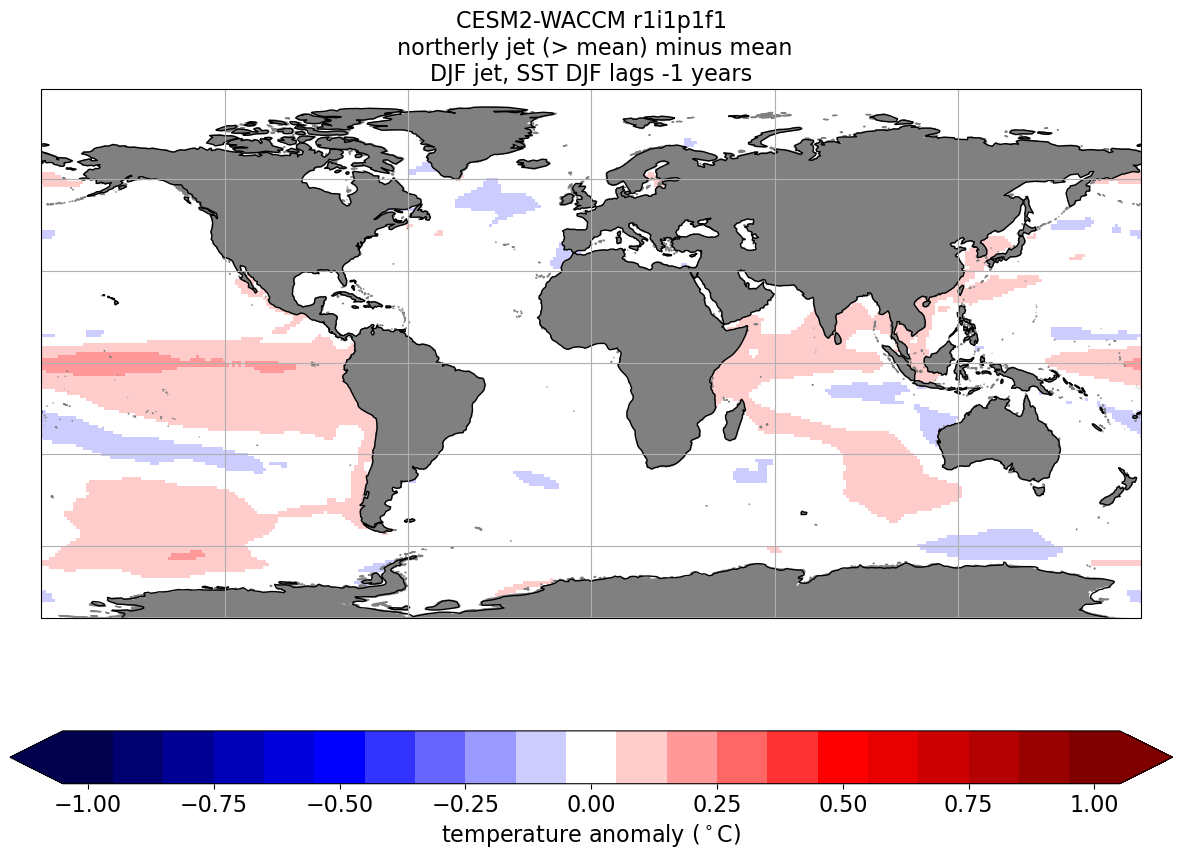 CESM2-WACCM r1i1p1f1
northerly jet (> mean) minus mean
DJF jet, SST DJF lags -1 years
−1.00 −0.75 −0.50 −0.25 0.00 0.25 0.50 0.75 1.00
temperature anomaly (°C)